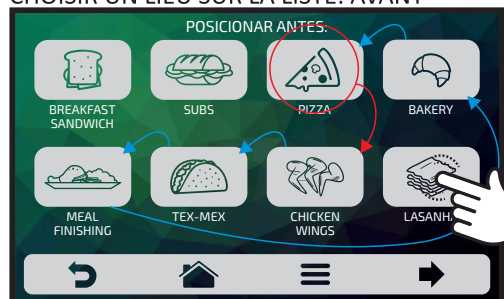 CHOISIR UN LIEU SUR LA LISTE: AVANT
POSICIONAR ANTES:
BREAKFAST
SANDWICH
SUBS
PIZZA
BAKERY
MEAL
FINISHING
TEX-MEX
CHICKEN
WINGS
LASANHA